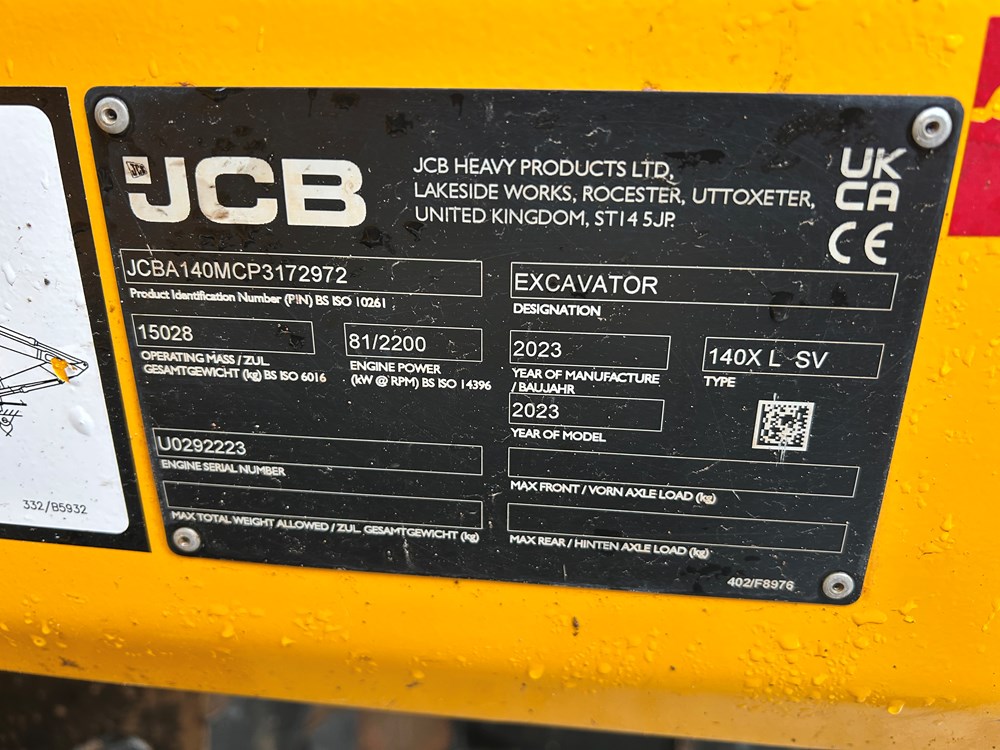 JCB
JCB HEAVY PRODUCTS LTD,
LAKESIDE WORKS, ROCESTER, UTTOXETER,
UNITED KINGDOM, ST14 5JP.
UK
CA
CE
JCBA140MCP3172972
Product Identification Number (PIN) BS ISO 10261
EXCAVATOR
DESIGNATION
15028
OPERATING MASS / ZUL.
GESAMTGEWICHT (kg) BS ISO 6016
81/2200
ENGINE POWER
(kW @ RPM) BS ISO 14396
2023
YEAR OF MANUFACTURE
/ BAUJAHR
140X L SV
TYPE
2023
YEAR OF MODEL
U0292223
ENGINE SERIAL NUMBER
MAX FRONT / VORN AXLE LOAD (kg)
MAX TOTAL WEIGHT ALLOWED / ZUL. GESAMTGEWICHT (kg)
MAX REAR / HINTEN AXLE LOAD (kg)
402/F8976
332/B5932